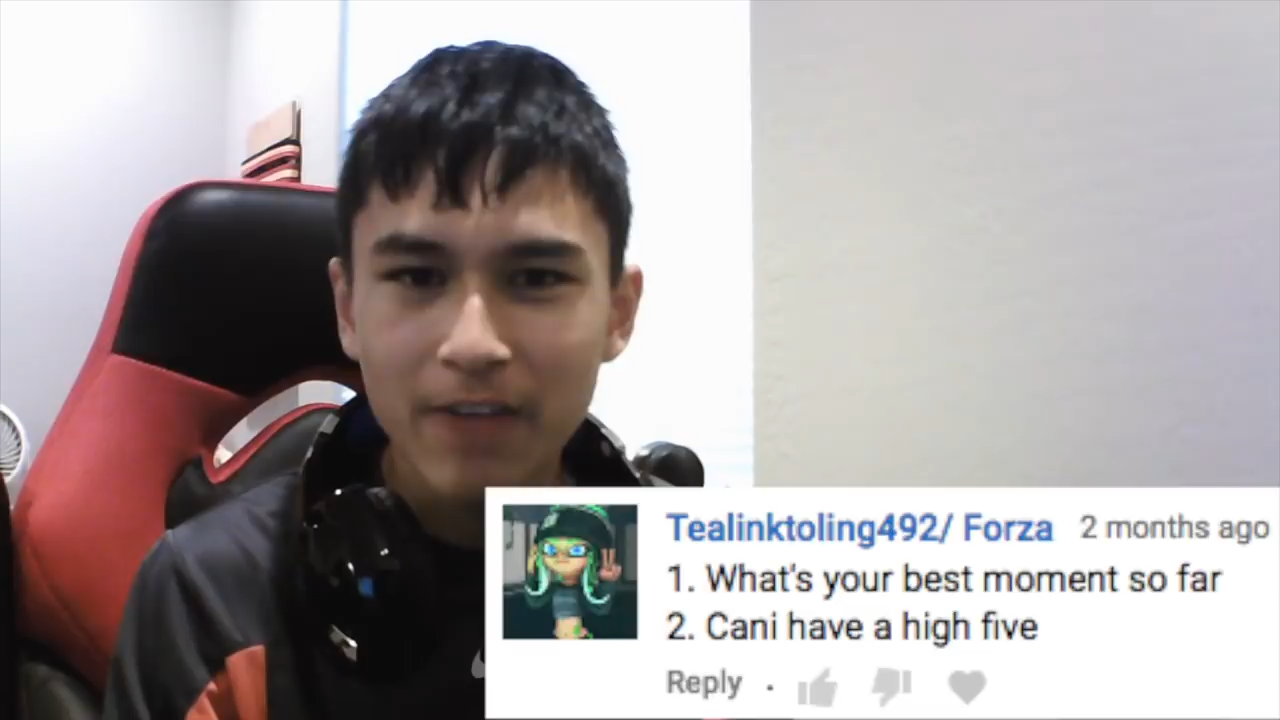 Tealinktoling492/ Forza 2 months ago
1. What's your best moment so far
2. Cani have a high five
Reply .